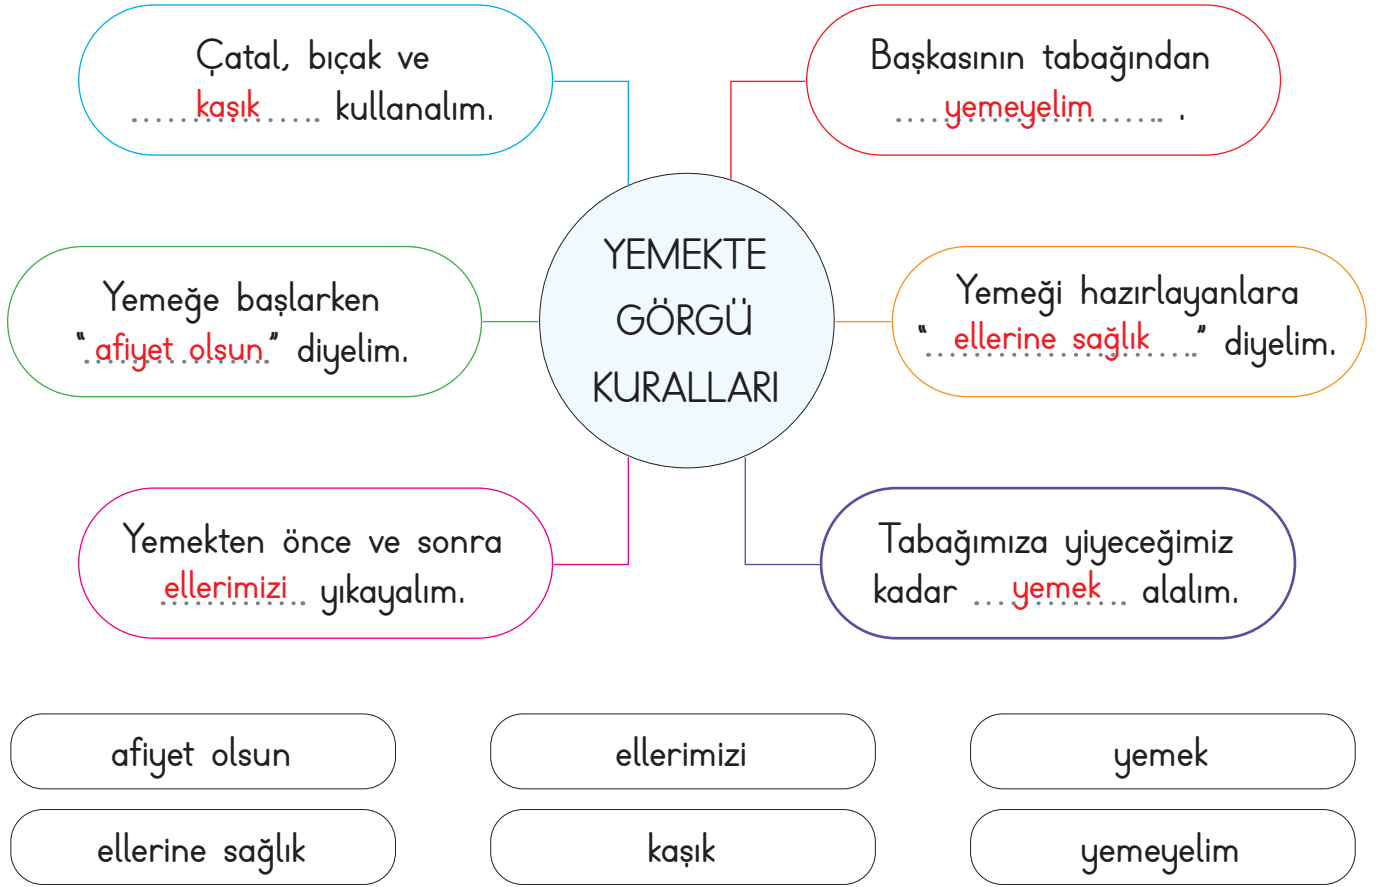 Çatal, bıçak ve
kaşık kullanalım.
Başkasının tabağından
yemeyelim .
Yemeğe başlarken
“afiyet olsun” diyelim.
YEMEKTE
GÖRGÜ
KURALLARI
Yemeği hazırlayanlara
“ellerine sağlık” diyelim.
Yemekten önce ve sonra
ellerimizi yıkayalım.
Tabağımıza yiyeceğimiz
kadar yemek alalım.
afiyet olsun
ellerimizi
yemek
ellerine sağlık
kaşık
yemeyelim